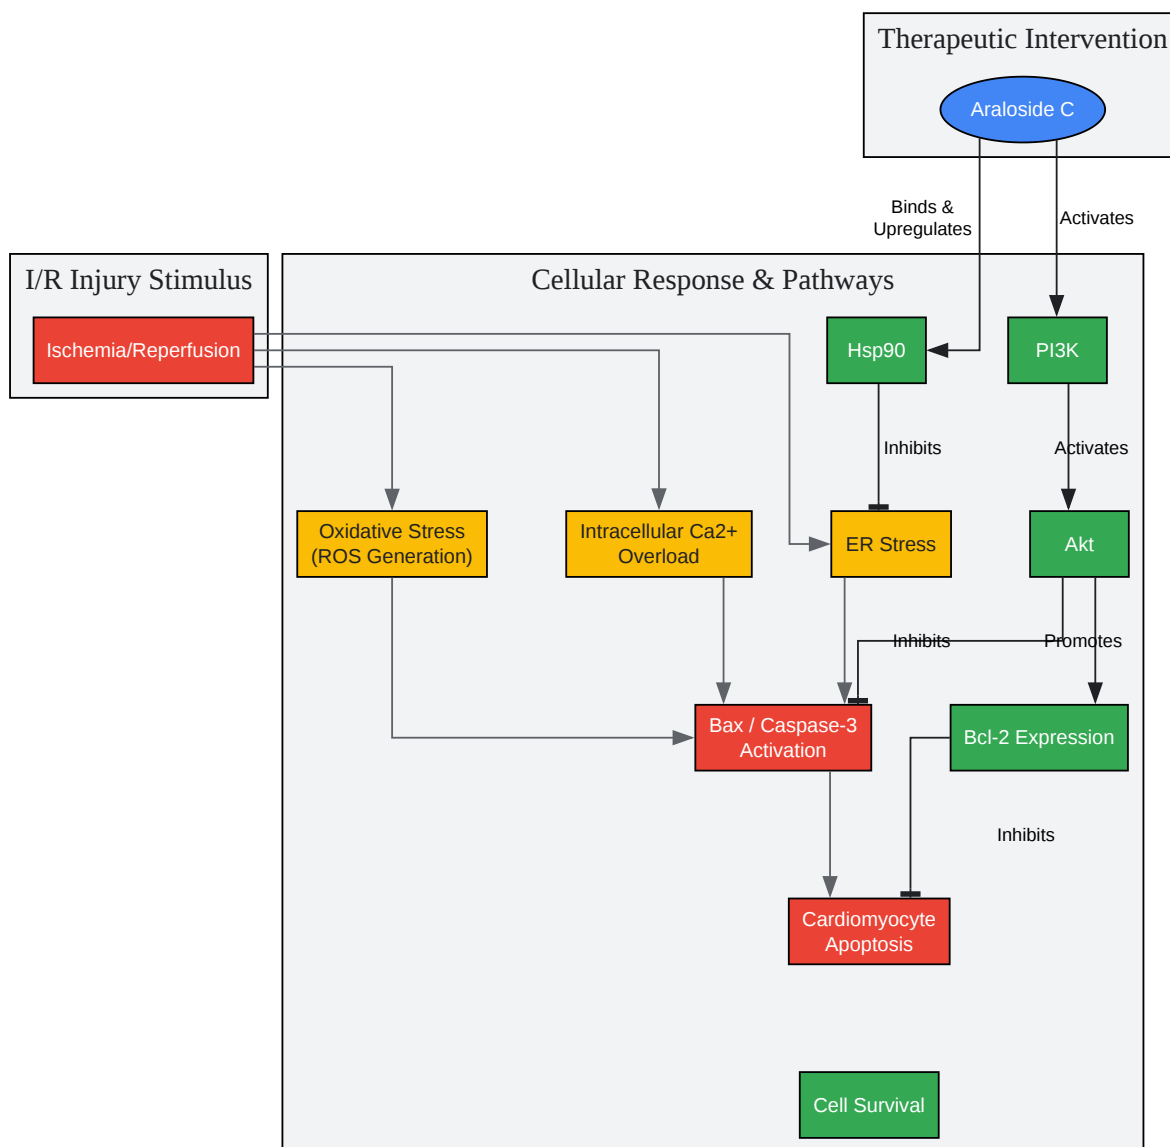 Therapeutic Intervention
Araloside C
Binds &
Upregulates
Activates
I/R Injury Stimulus
Cellular Response & Pathways
Ischemia/Reperfusion
Hsp90
PI3K
Inhibits
Activates
Oxidative Stress
(ROS Generation)
Intracellular Ca2+
Overload
ER Stress
Akt
Inhibits
Promotes
Bax / Caspase-3
Activation
Bcl-2 Expression
Inhibits
Cardiomyocyte
Apoptosis
Cell Survival